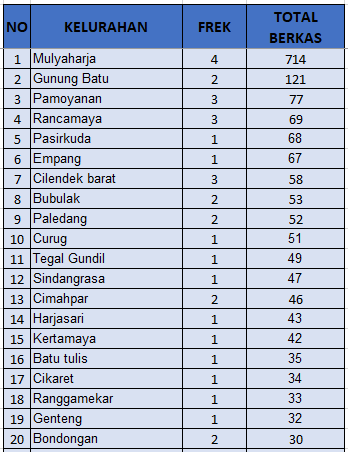 NO KELURAHAN FREK TOTAL BERKAS
1 Mulyaharja 4 714
2 Gunung Batu 2 121
3 Pamoyanan 3 77
4 Rancamaya 3 69
5 Pasirkuda 1 68
6 Empang 1 67
7 Cilendek barat 3 58
8 Bubulak 2 53
9 Paledang 2 52
10 Curug 1 51
11 Tegal Gundil 1 49
12 Sindangrasa 1 47
13 Cimahpar 2 46
14 Harjasari 1 43
15 Kertamaya 1 42
16 Batu tulis 1 35
17 Cikaret 1 34
18 Ranggamekar 1 33
19 Genteng 1 32
20 Bondongan 2 30